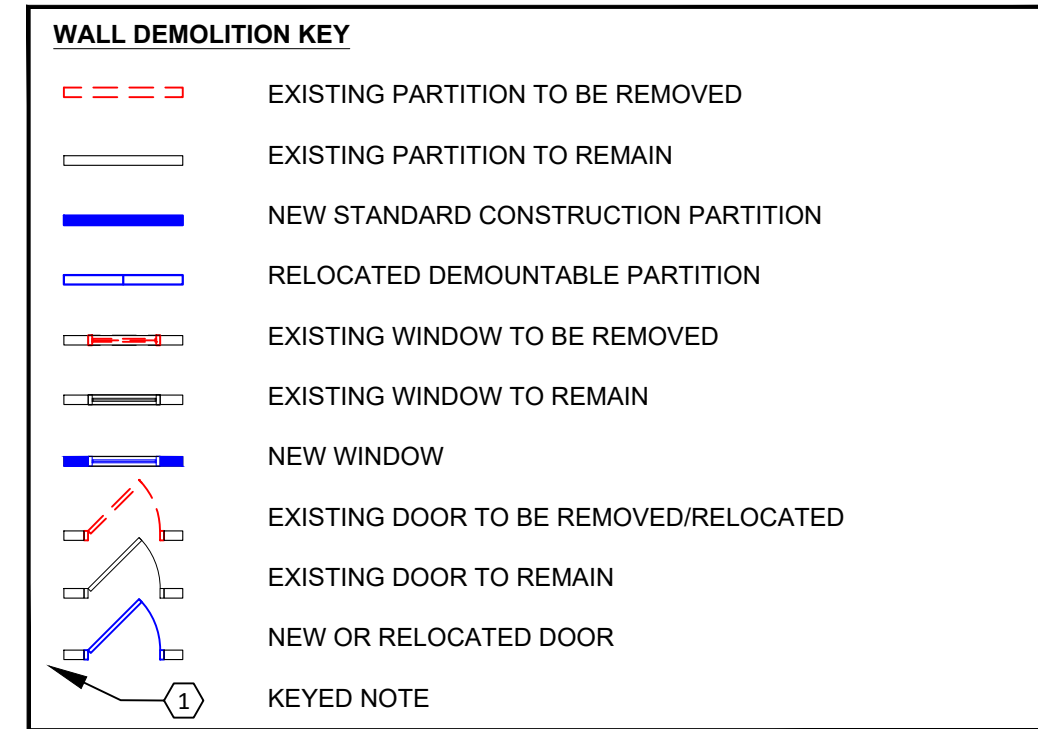 WALL DEMOLITION KEY
EXISTING PARTITION TO BE REMOVED
EXISTING PARTITION TO REMAIN
NEW STANDARD CONSTRUCTION PARTITION
RELOCATED DEMOUNTABLE PARTITION
EXISTING WINDOW TO BE REMOVED
EXISTING WINDOW TO REMAIN
NEW WINDOW
EXISTING DOOR TO BE REMOVED/RELOCATED
EXISTING DOOR TO REMAIN
NEW OR RELOCATED DOOR
1 KEYED NOTE